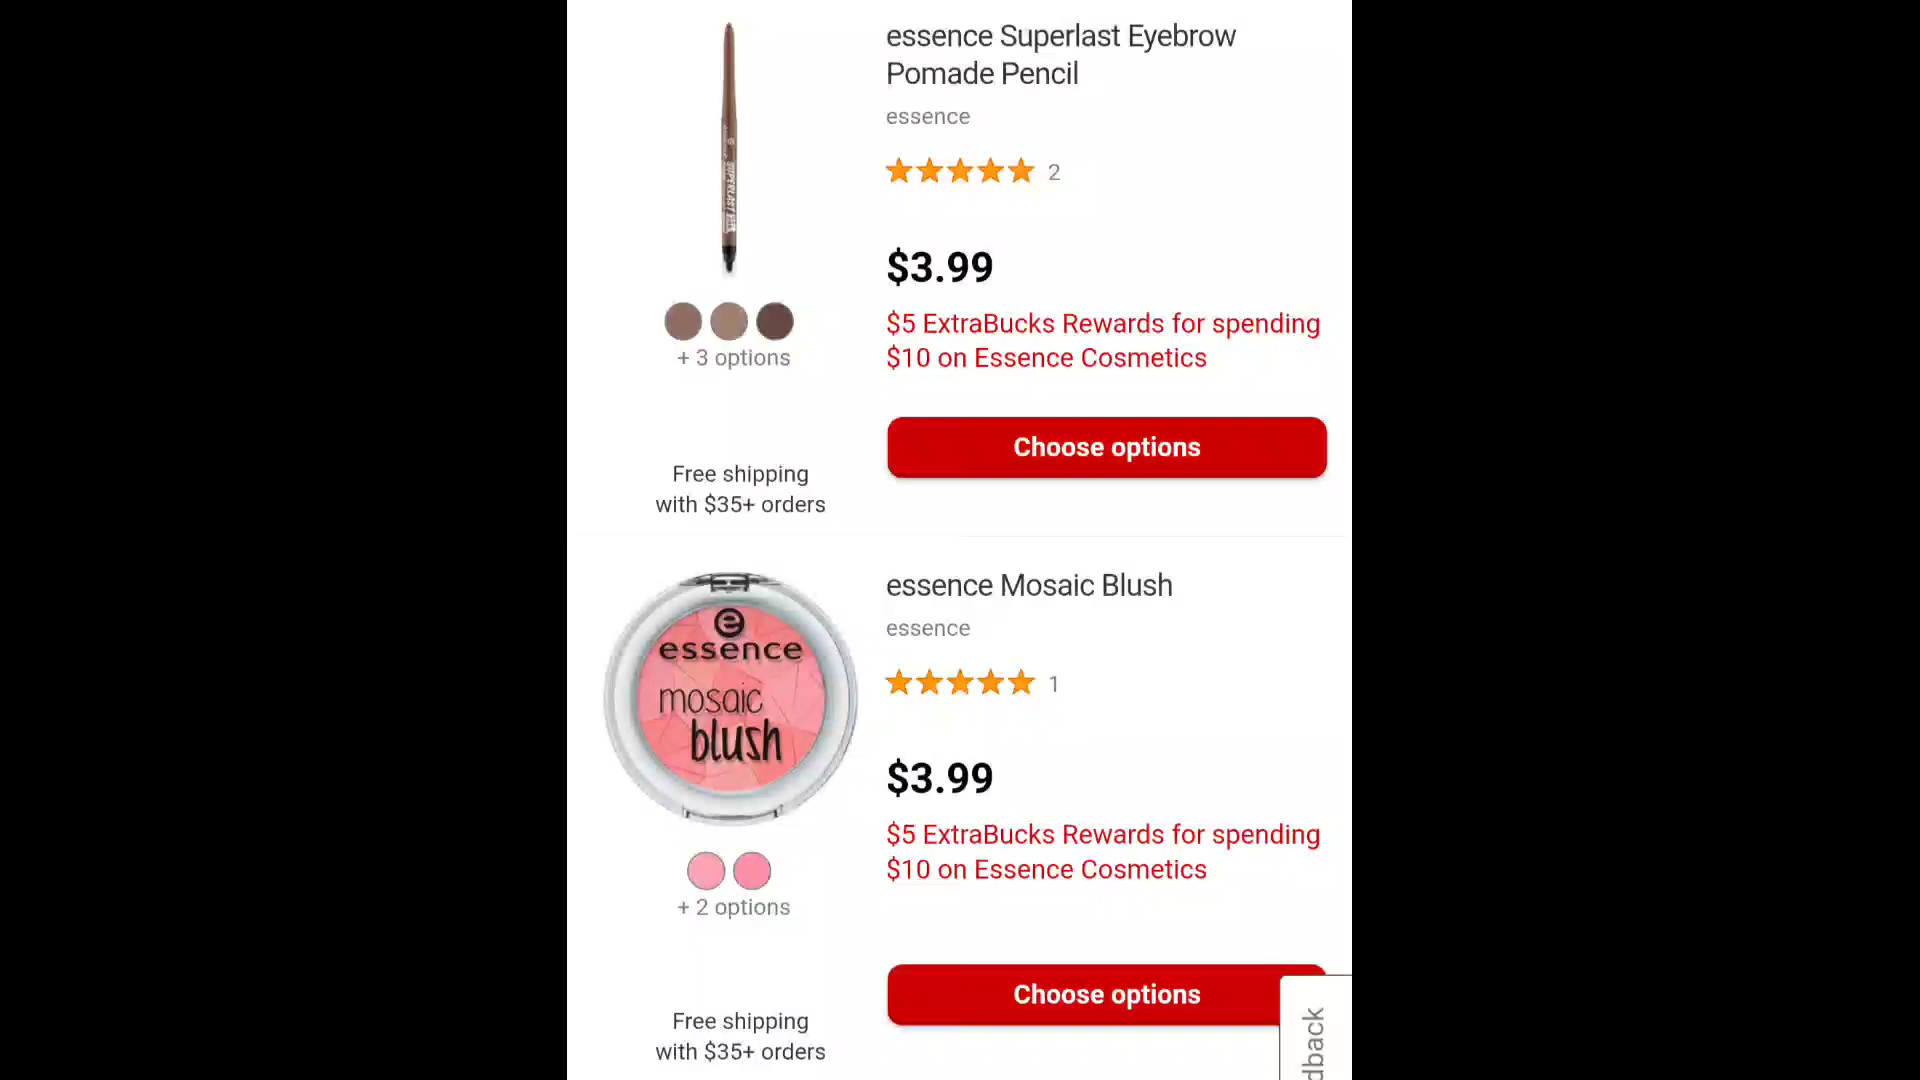 essence Superlast Eyebrow
Pomade Pencil
essence
2
$3.99
$5 ExtraBucks Rewards for spending
$10 on Essence Cosmetics
+ 3 options
Choose options
Free shipping
with $35+ orders
essence Mosaic Blush
essence
1
essence
mosaic
blush
$3.99
$5 ExtraBucks Rewards for spending
$10 on Essence Cosmetics
+ 2 options
Choose options
Free shipping
with $35+ orders
dback